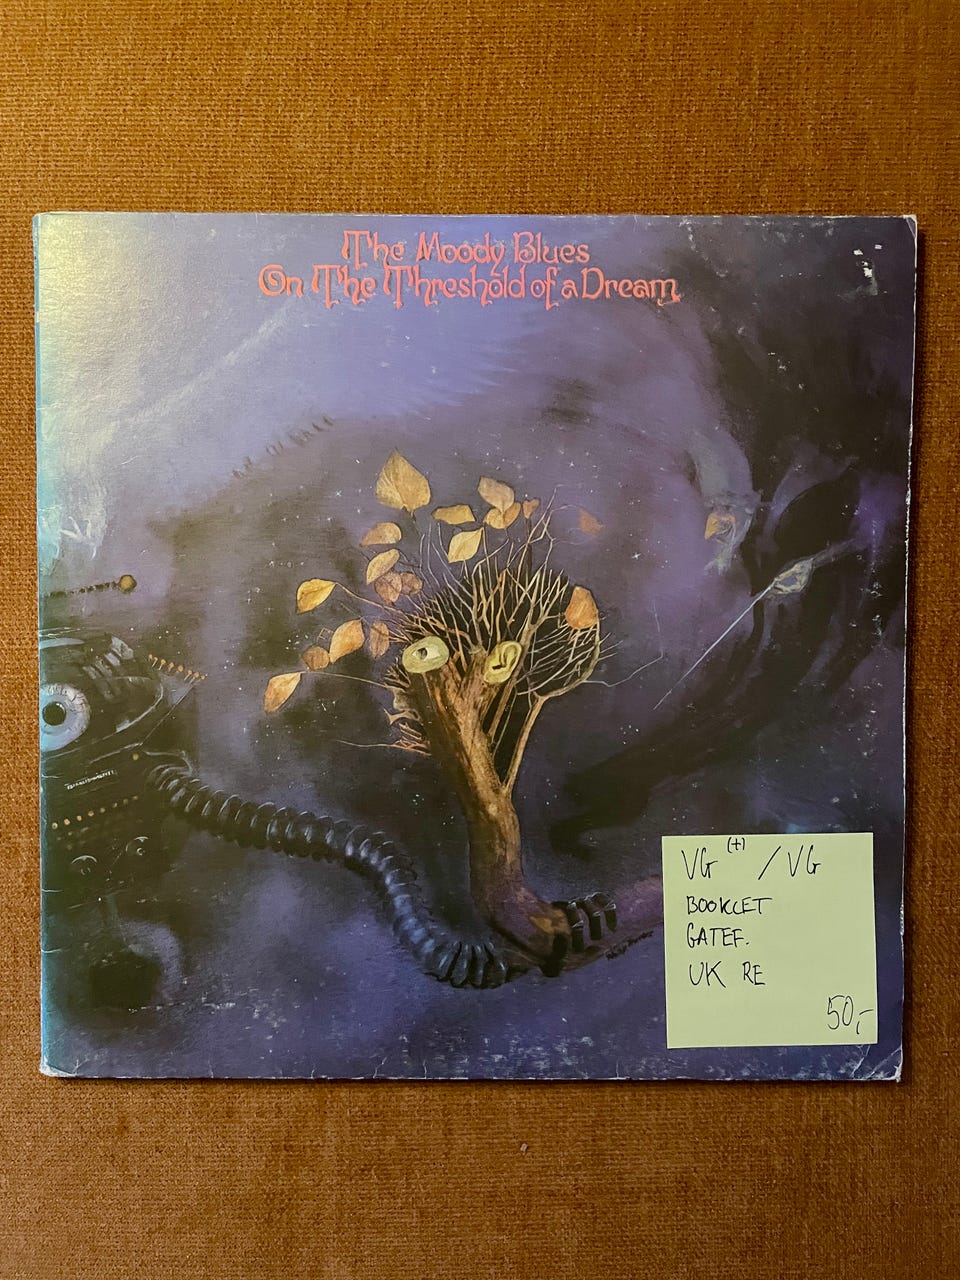 The Moody Blues
On The Threshold of a Dream
VG (+) / VG
BOOKLET
GATEF.
UK RE
50,-